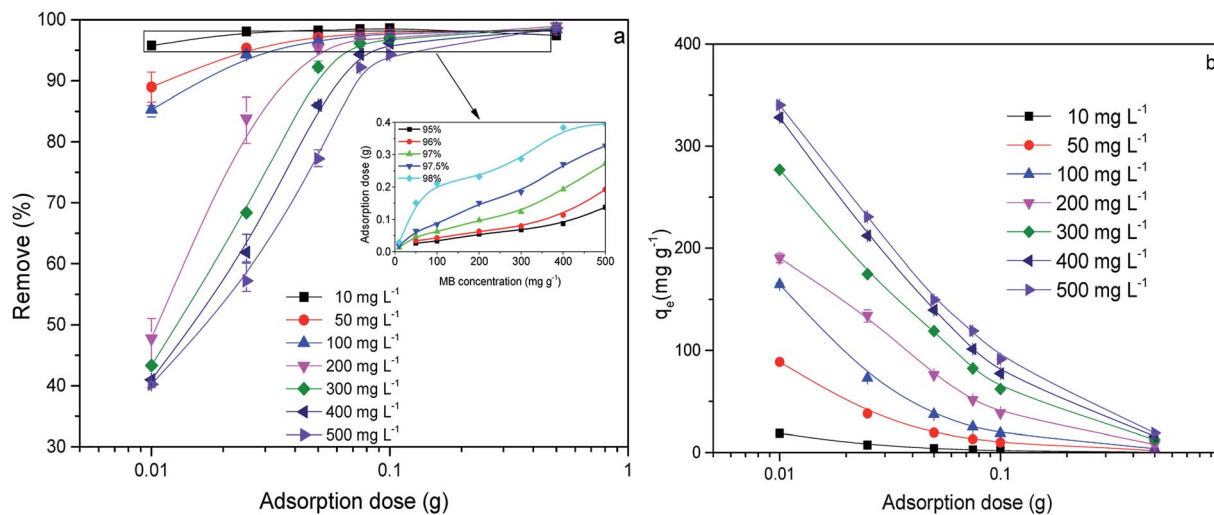 a
100
90
80
70
60
50
40
30
Remove (%)
0.01 0.1 1
Adsorption dose (g)
10 mg L⁻¹
50 mg L⁻¹
100 mg L⁻¹
200 mg L⁻¹
300 mg L⁻¹
400 mg L⁻¹
500 mg L⁻¹
0.4
0.3
0.2
0.1
0.0
Adsorption dose (g)
95%
96%
97%
97.5%
98%
0 100 200 300 400 500
MB concentration (mg g⁻¹)
b
400
300
200
100
0
qₑ(mg g⁻¹)
0.01 0.1
Adsorption dose (g)
10 mg L⁻¹
50 mg L⁻¹
100 mg L⁻¹
200 mg L⁻¹
300 mg L⁻¹
400 mg L⁻¹
500 mg L⁻¹